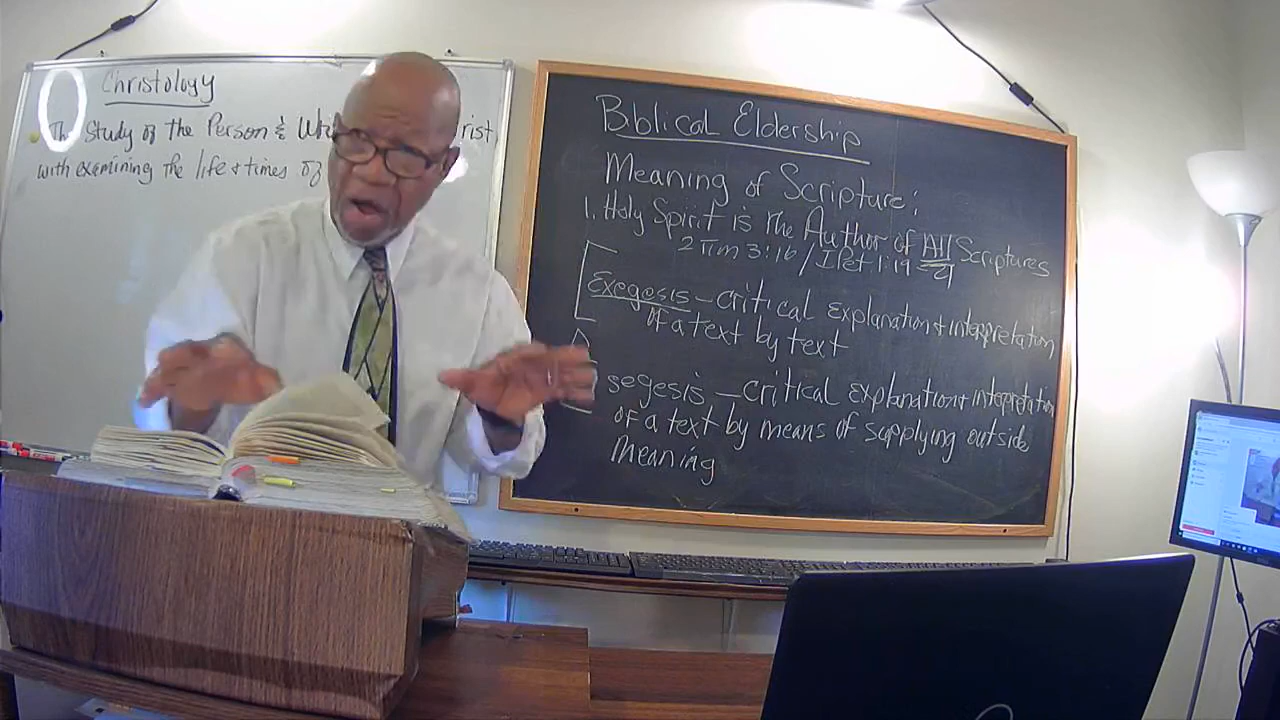 Christology
The Study of the Person & rist
with examining the life & times of
Biblical Eldership
Meaning of Scripture:
1. Holy Spirit is the Author of All Scriptures
2 Tim 3:16 / I Pet. 1:19-21
Exegesis - critical explanation & interpretation
of a text by text
segesis - critical explanation & interpretation
of a text by means of supplying outside
meaning